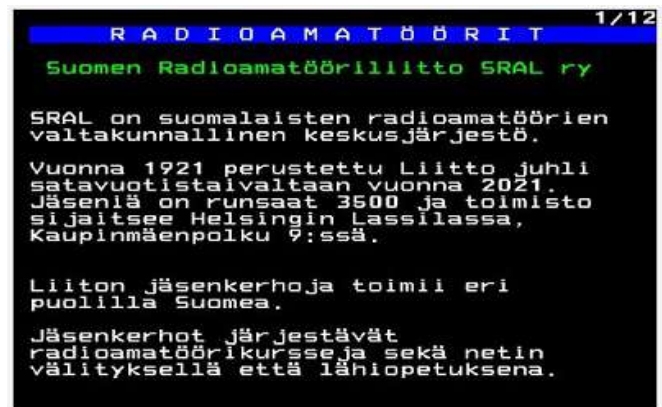 1/12
RADIOAMATÖÖRIT
Suomen Radioamatööriliitto SRAL ry
SRAL on suomalaisten radioamatöörien
valtakunnallinen keskusjärjestö.
Vuonna 1921 perustettu Liitto juhli
satavuotistaivaltaan vuonna 2021.
Jäseniä on runsaat 3500 ja toimisto
sijaitsee Helsingin Lassilassa,
Kaupinmäenpolku 9:ssä.
Liiton jäsenkerhoja toimii eri
puolilla Suomea.
Jäsenkerhot järjestävät
radioamatöörikursseja sekä netin
välityksellä että lähiopetuksena.